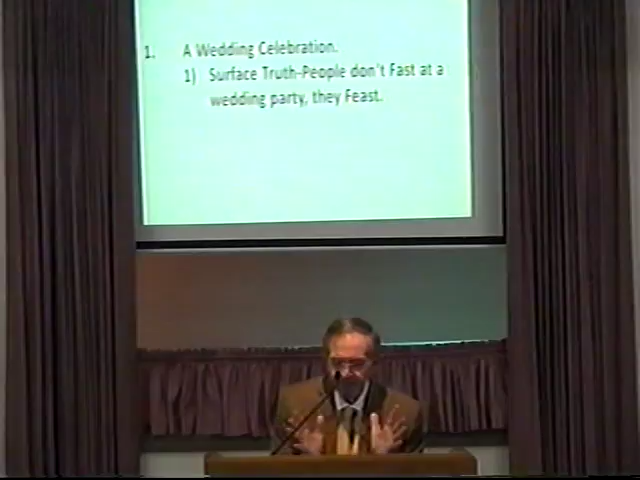 1. A Wedding Celebration.
1) Surface Truth-People don't Fast at a
wedding party, they Feast.